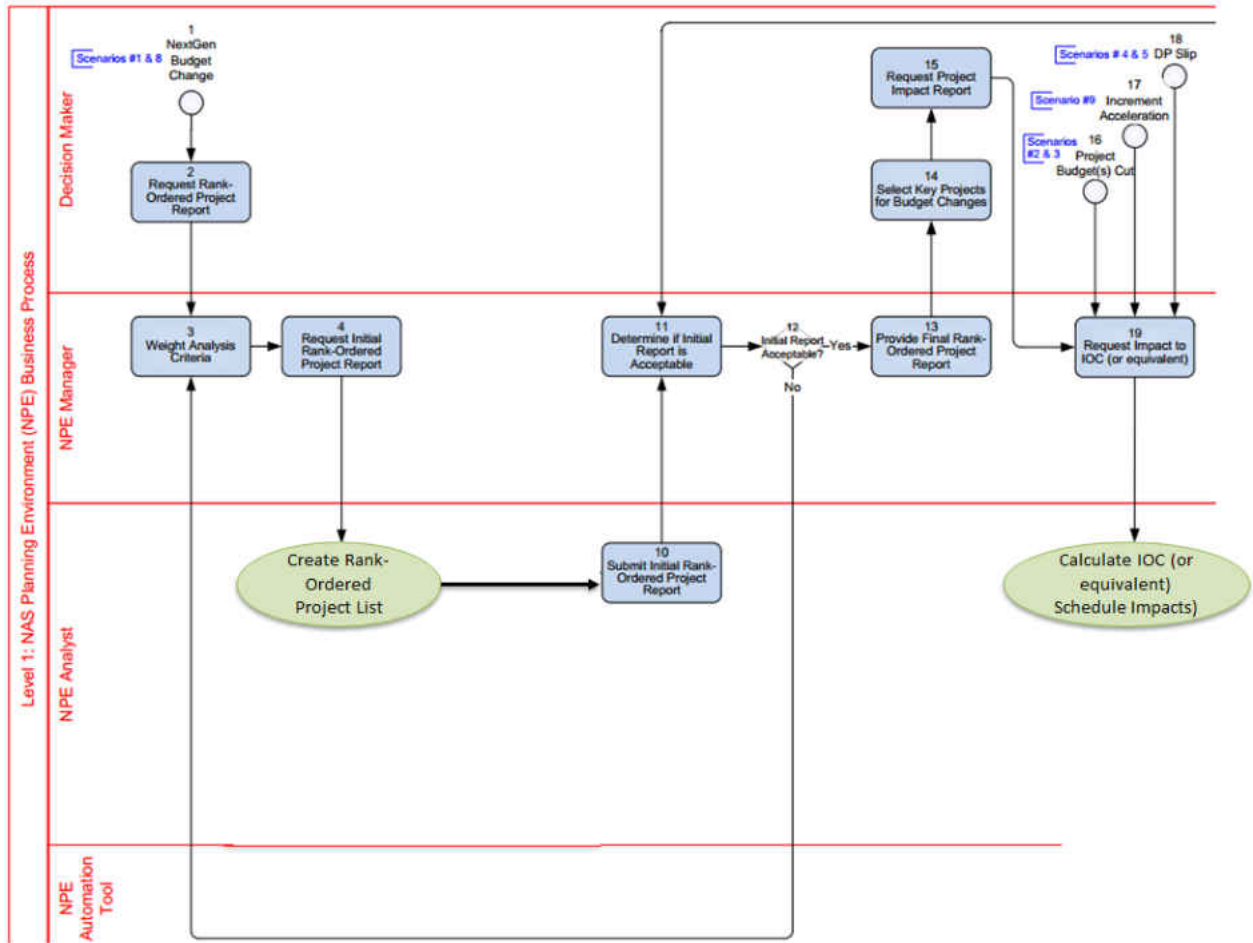 Level 1: NAS Planning Environment (NPE) Business Process
Decision Maker
1
NextGen
Budget
Change
Scenarios #1 & 8
2
Request Rank-
Ordered Project
Report
15
Request Project
Impact Report
14
Select Key Projects
for Budget Changes
18
DP Slip
Scenarios # 4 & 5
17
Increment
Acceleration
Scenario #9
16
Project
Budget(s) Cut
Scenarios
#2 & 3
NPE Manager
3
Weight Analysis
Criteria
4
Request Initial
Rank-Ordered
Project Report
11
Determine if Initial
Report is
Acceptable
12
Initial Report
Acceptable?
Yes
No
13
Provide Final Rank-
Ordered Project
Report
19
Request Impact to
IOC (or equivalent)
NPE Analyst
Create Rank-
Ordered
Project List
10
Submit Initial Rank-
Ordered Project
Report
Calculate IOC (or
equivalent)
Schedule Impacts)
NPE
Automation
Tool